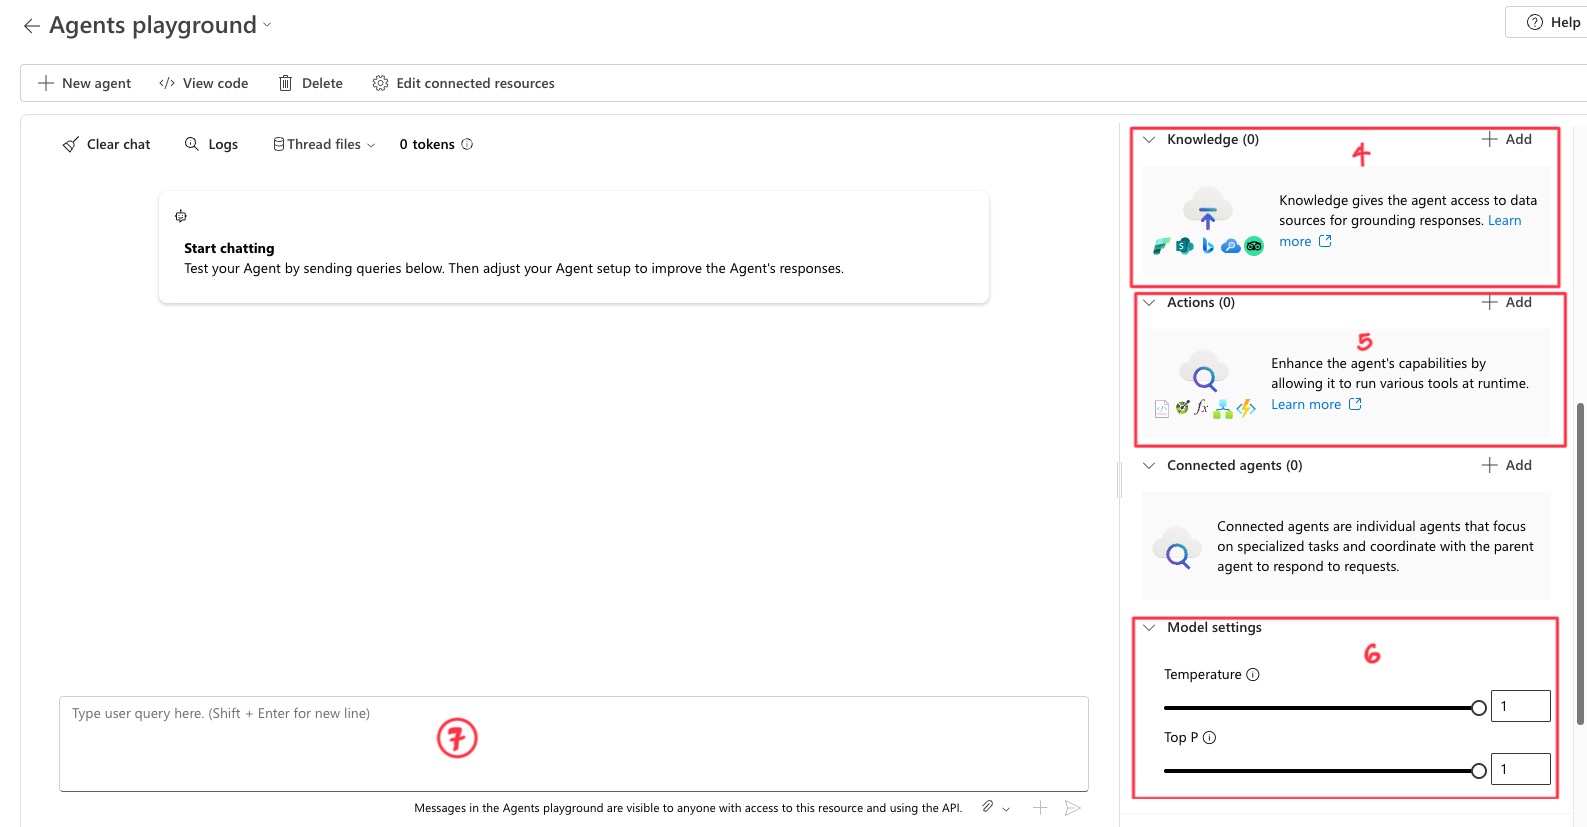 Agents playground
Help
New agent
View code
Delete
Edit connected resources
Clear chat
Logs
Thread files
0 tokens
Start chatting
Test your Agent by sending queries below. Then adjust your Agent setup to improve the Agent's responses.
Type user query here. (Shift + Enter for new line)
7
Messages in the Agents playground are visible to anyone with access to this resource and using the API.
Knowledge (0)
Add
4
Knowledge gives the agent access to data
sources for grounding responses. Learn
more
Actions (0)
Add
5
Enhance the agent's capabilities by
allowing it to run various tools at runtime.
Learn more
Connected agents (0)
Add
Connected agents are individual agents that focus
on specialized tasks and coordinate with the parent
agent to respond to requests.
Model settings
6
Temperature
1
Top P
1